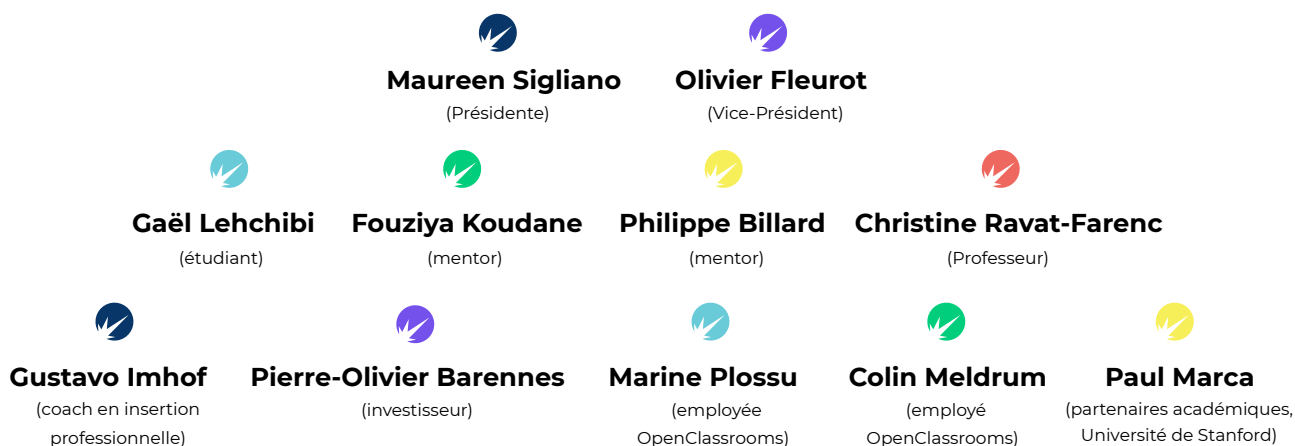 Maureen Sigliano Olivier Fleurot
(Présidente) (Vice-Président)
Gaël Lehchibi Fouziya Koudane Philippe Billard Christine Ravat-Farenc
(étudiant) (mentor) (mentor) (Professeur)
Gustavo Imhof Pierre-Olivier Barennes Marine Plossu Colin Meldrum Paul Marca
(coach en insertion (investisseur) (employée (employé (partenaires académiques,
professionnelle) OpenClassrooms) OpenClassrooms) Université de Stanford)